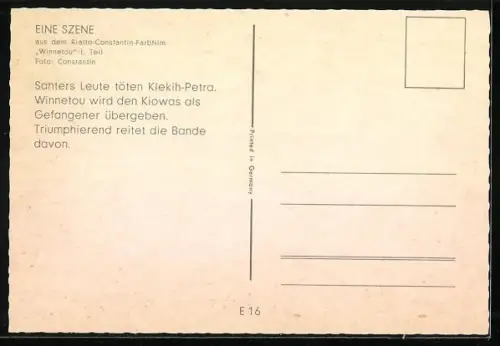 EINE SZENE
aus dem Rialto-Constantin-Farbfilm
„Winnetou" 1. Teil
Foto: Constantin
Santers Leute töten Klekih-Petra.
Winnetou wird den Kiowas als
Gefangener übergeben.
Triumphierend reitet die Bande
davon.
Printed in Germany
E 16